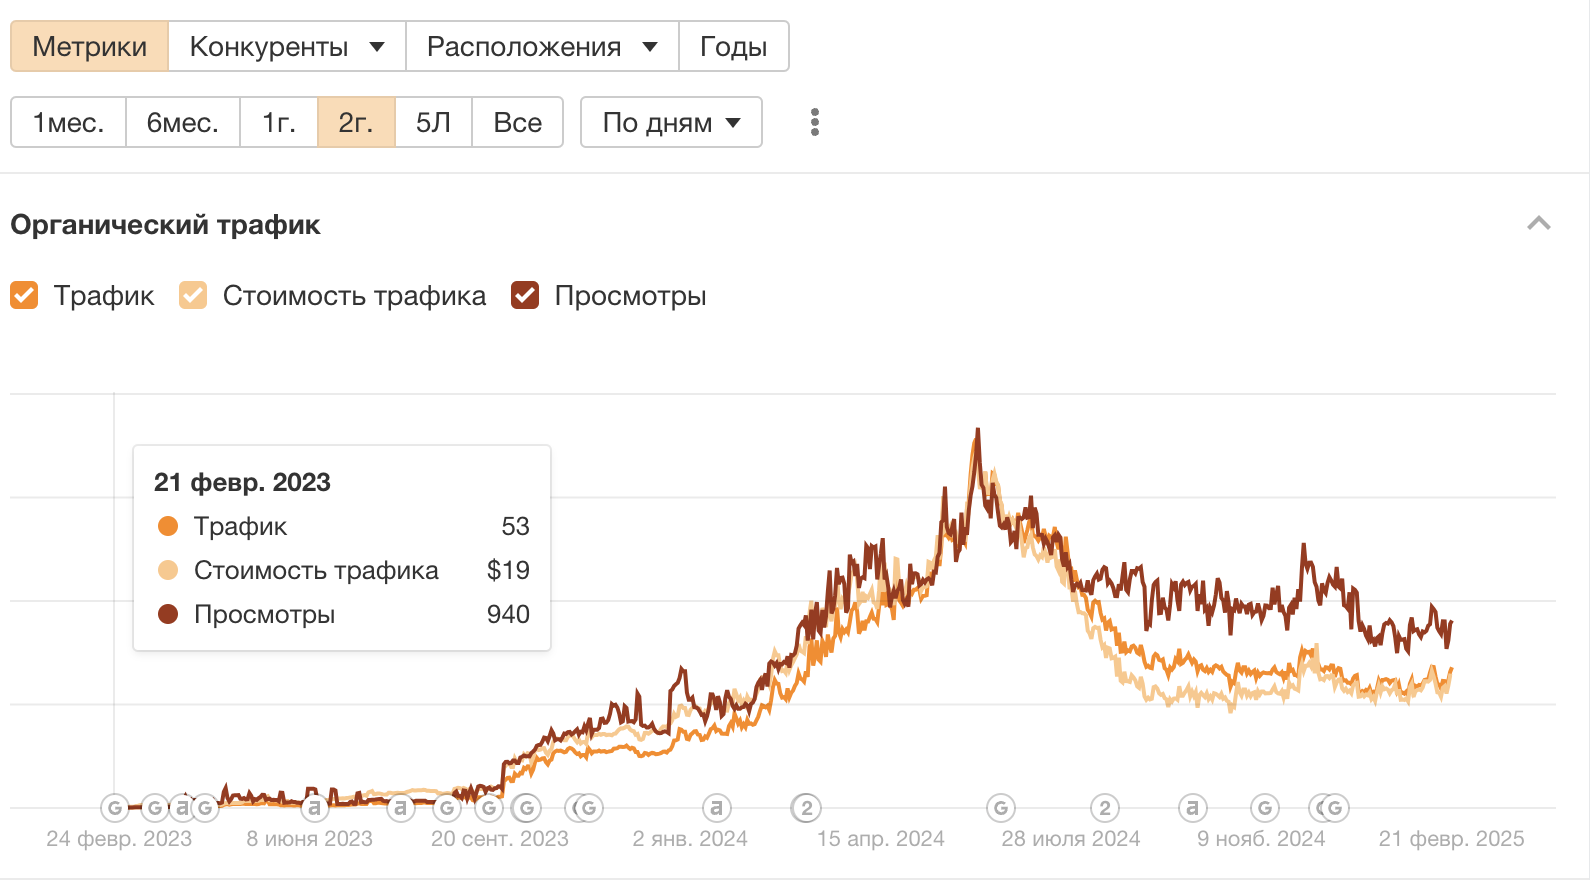 Метрики Конкуренты Расположения Годы
1мес. 6мес. 1г. 2г. 5Л Все По дням
Органический трафик
Трафик Стоимость трафика Просмотры
21 февр. 2023
Трафик 53
Стоимость трафика $19
Просмотры 940
G G a G a a G G G G a 2 G 2 a G G G
24 февр. 2023 8 июня 2023 20 сент. 2023 2 янв. 2024 15 апр. 2024 28 июля 2024 9 нояб. 2024 21 февр. 2025